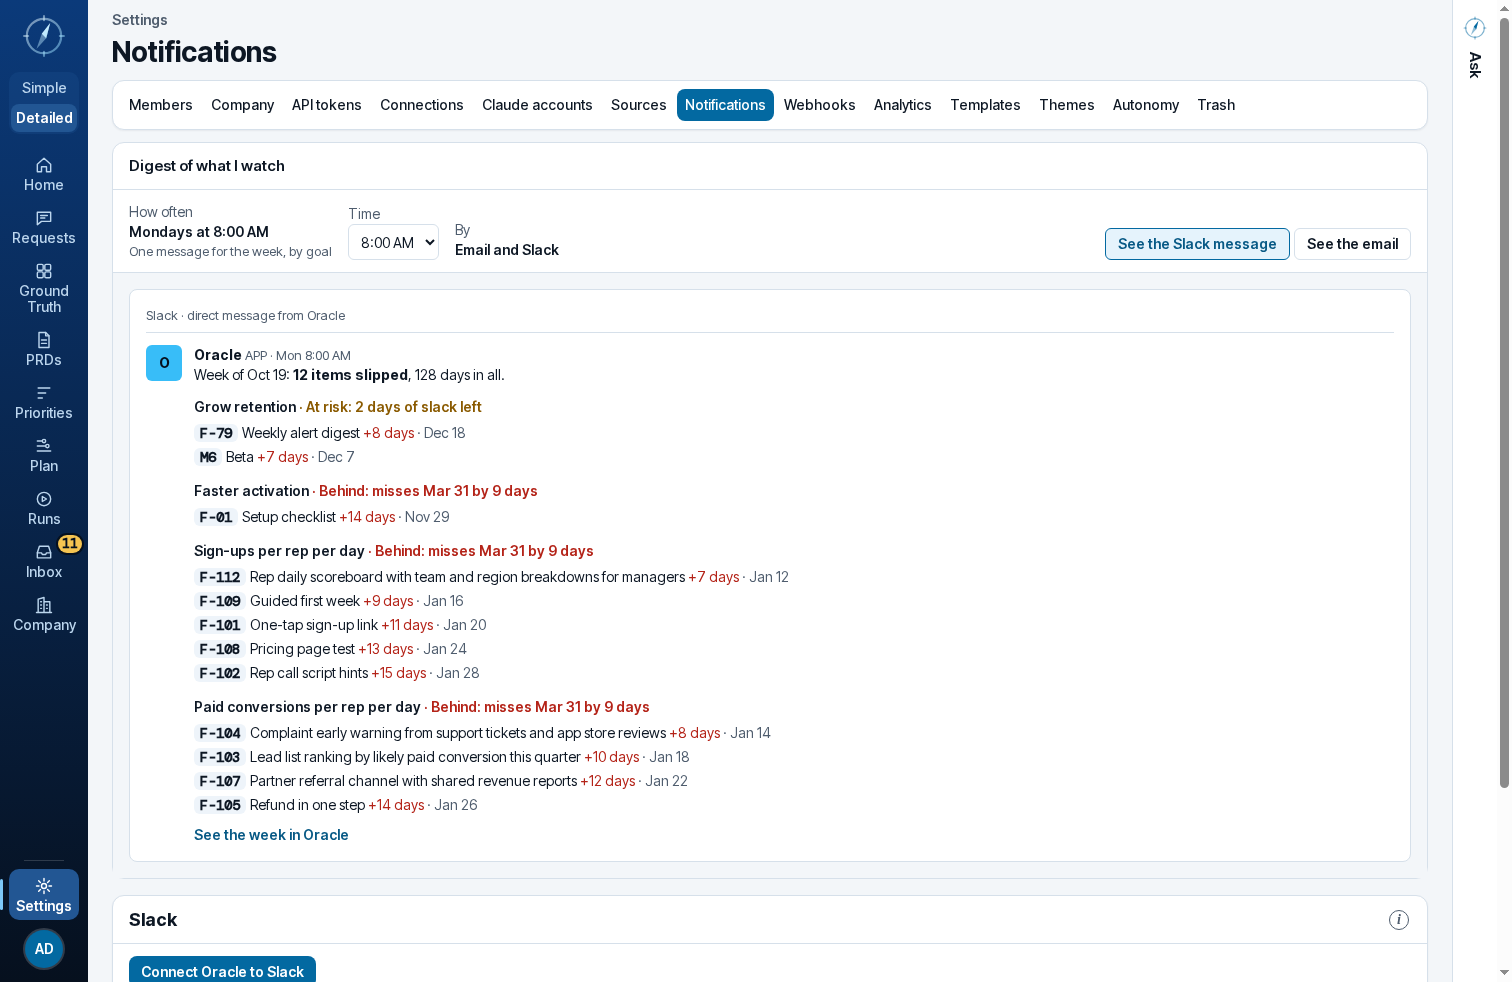 Settings
Notifications
Simple
Detailed
Home
Requests
Ground
Truth
PRDs
Priorities
Plan
Runs
11
Inbox
Company
Settings
AD
Members Company API tokens Connections Claude accounts Sources Notifications Webhooks Analytics Templates Themes Autonomy Trash
Digest of what I watch
How often
Mondays at 8:00 AM
One message for the week, by goal
Time
8:00 AM
By
Email and Slack
See the Slack message
See the email
Slack · direct message from Oracle
O
Oracle APP · Mon 8:00 AM
Week of Oct 19: 12 items slipped, 128 days in all.
Grow retention · At risk: 2 days of slack left
F-79 Weekly alert digest +8 days · Dec 18
M6 Beta +7 days · Dec 7
Faster activation · Behind: misses Mar 31 by 9 days
F-01 Setup checklist +14 days · Nov 29
Sign-ups per rep per day · Behind: misses Mar 31 by 9 days
F-112 Rep daily scoreboard with team and region breakdowns for managers +7 days · Jan 12
F-109 Guided first week +9 days · Jan 16
F-101 One-tap sign-up link +11 days · Jan 20
F-108 Pricing page test +13 days · Jan 24
F-102 Rep call script hints +15 days · Jan 28
Paid conversions per rep per day · Behind: misses Mar 31 by 9 days
F-104 Complaint early warning from support tickets and app store reviews +8 days · Jan 14
F-103 Lead list ranking by likely paid conversion this quarter +10 days · Jan 18
F-107 Partner referral channel with shared revenue reports +12 days · Jan 22
F-105 Refund in one step +14 days · Jan 26
See the week in Oracle
Slack
i
Connect Oracle to Slack
Ask